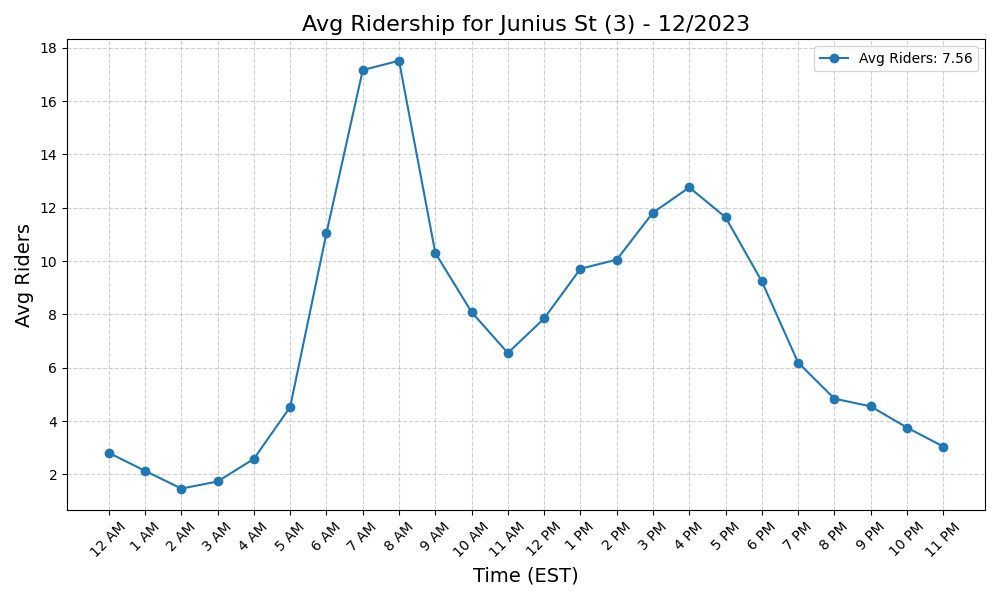 Avg Ridership for Junius St (3) - 12/2023
Avg Riders: 7.56
Avg Riders
18
16
14
12
10
8
6
4
2
12 AM
1 AM
2 AM
3 AM
4 AM
5 AM
6 AM
7 AM
8 AM
9 AM
10 AM
11 AM
12 PM
1 PM
2 PM
3 PM
4 PM
5 PM
6 PM
7 PM
8 PM
9 PM
10 PM
11 PM
Time (EST)